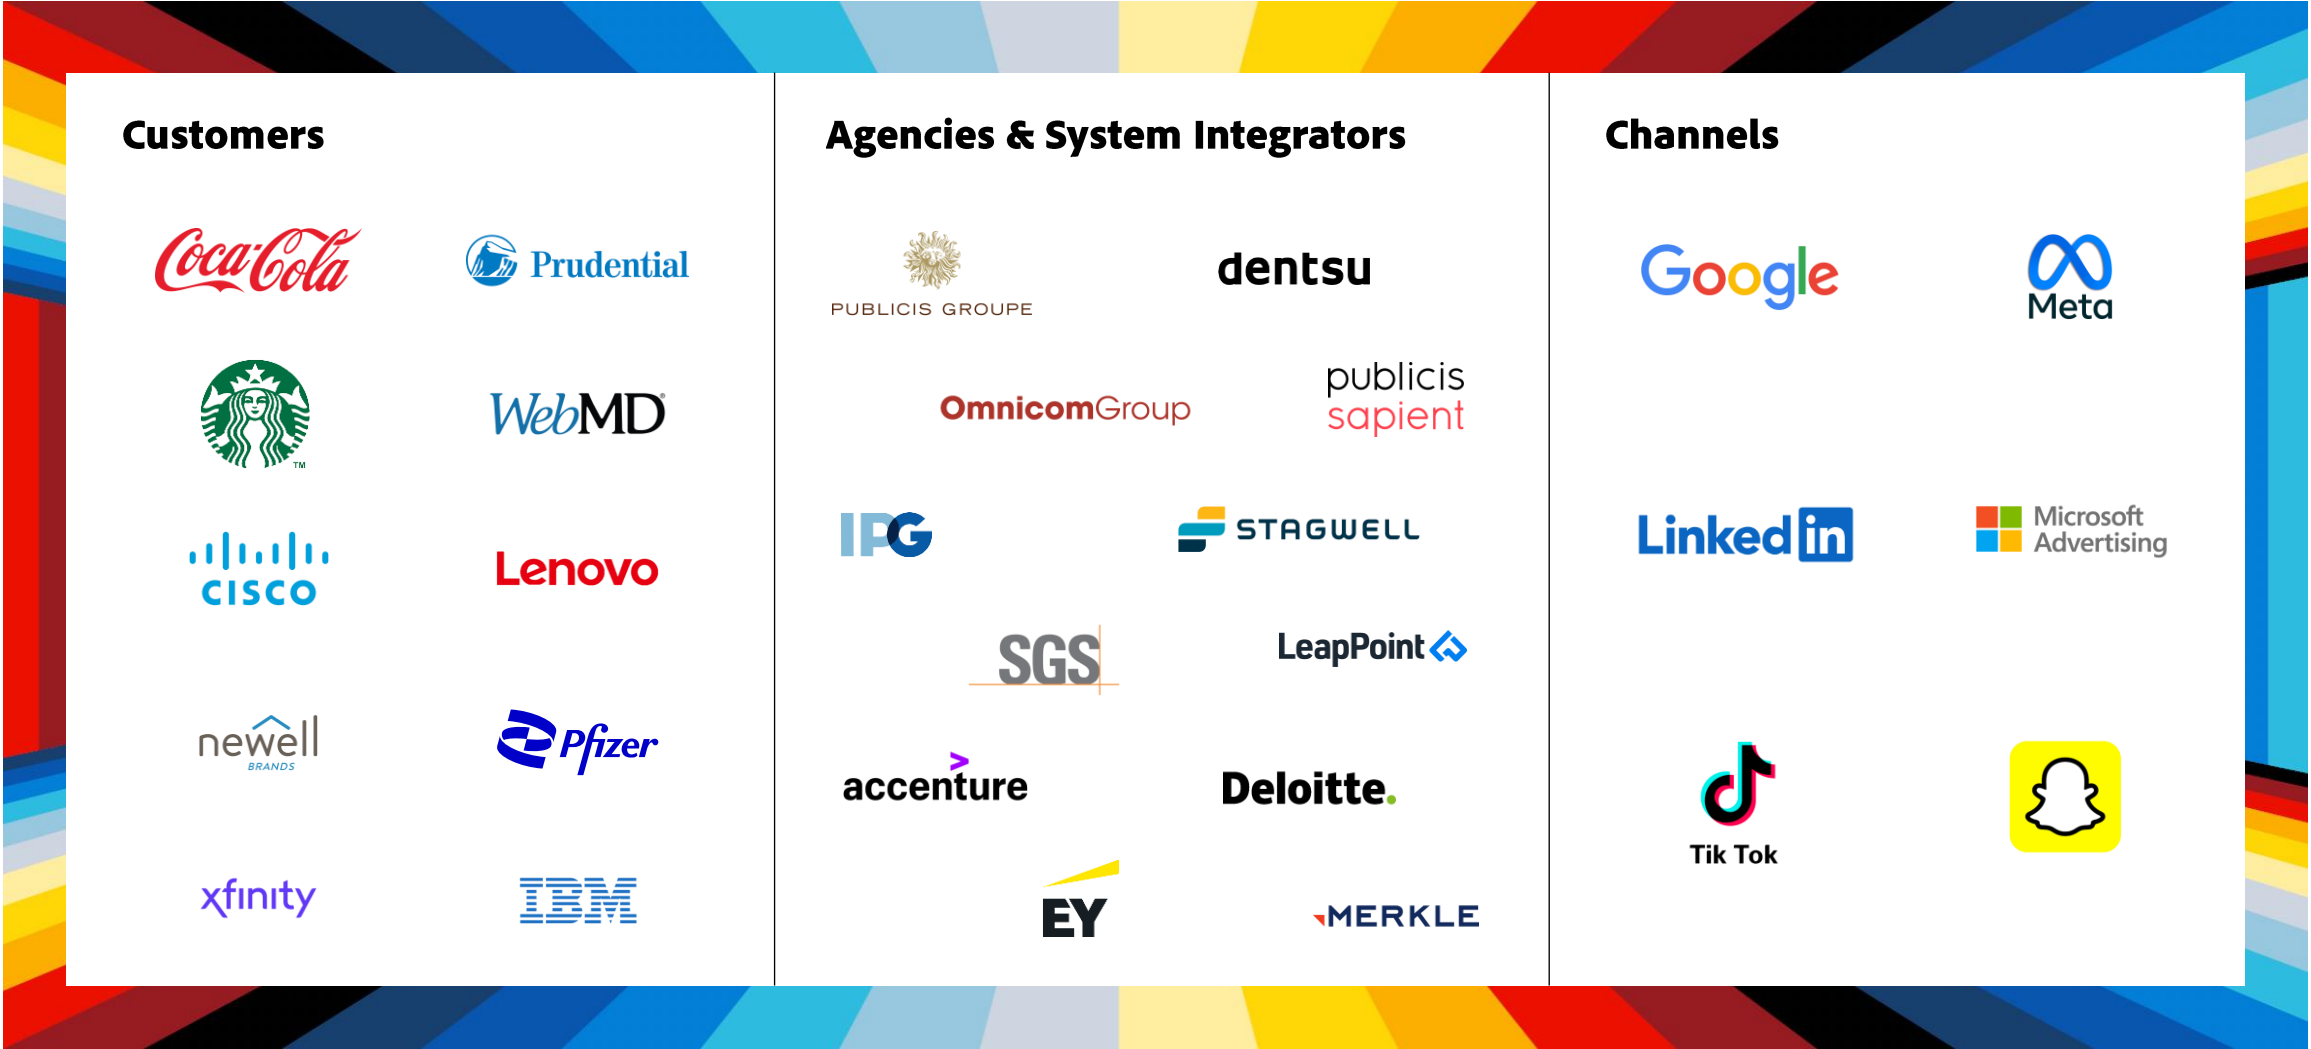 Customers
Coca-Cola
Prudential
TM
WebMD®
CISCO
Lenovo
newell
BRANDS
Pfizer
xfinity
IBM
Agencies & System Integrators
PUBLICIS GROUPE
dentsu
OmnicomGroup
publicis
sapient
IPG
STAGWELL
SGS
LeapPoint
accenture
Deloitte.
EY
MERKLE
Channels
Google
Meta
LinkedIn
Microsoft
Advertising
Tik Tok